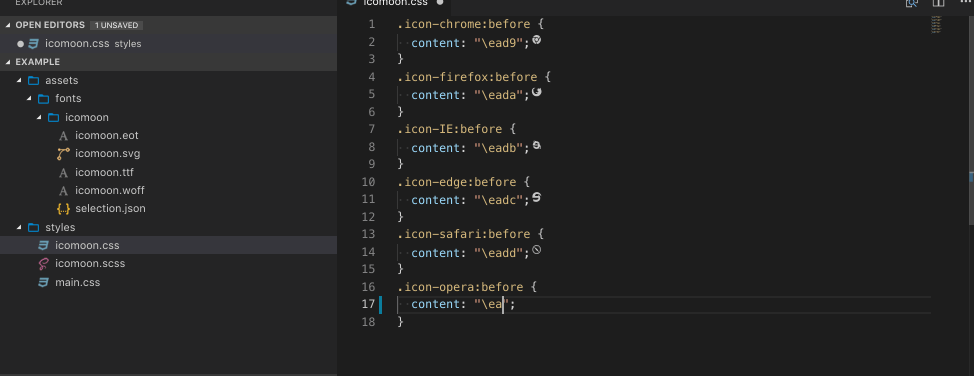 EXPLORER
OPEN EDITORS 1 UNSAVED
icomoon.css styles
EXAMPLE
assets
fonts
icomoon
icomoon.eot
icomoon.svg
icomoon.ttf
icomoon.woff
selection.json
styles
icomoon.css
icomoon.scss
main.css
icomoon.css
1 .icon-chrome:before {
2 content: "\ead9";
3 }
4 .icon-firefox:before {
5 content: "\eada";
6 }
7 .icon-IE:before {
8 content: "\eadb";
9 }
10 .icon-edge:before {
11 content: "\eadc";
12 }
13 .icon-safari:before {
14 content: "\eadd";
15 }
16 .icon-opera:before {
17 content: "\ea";
18 }